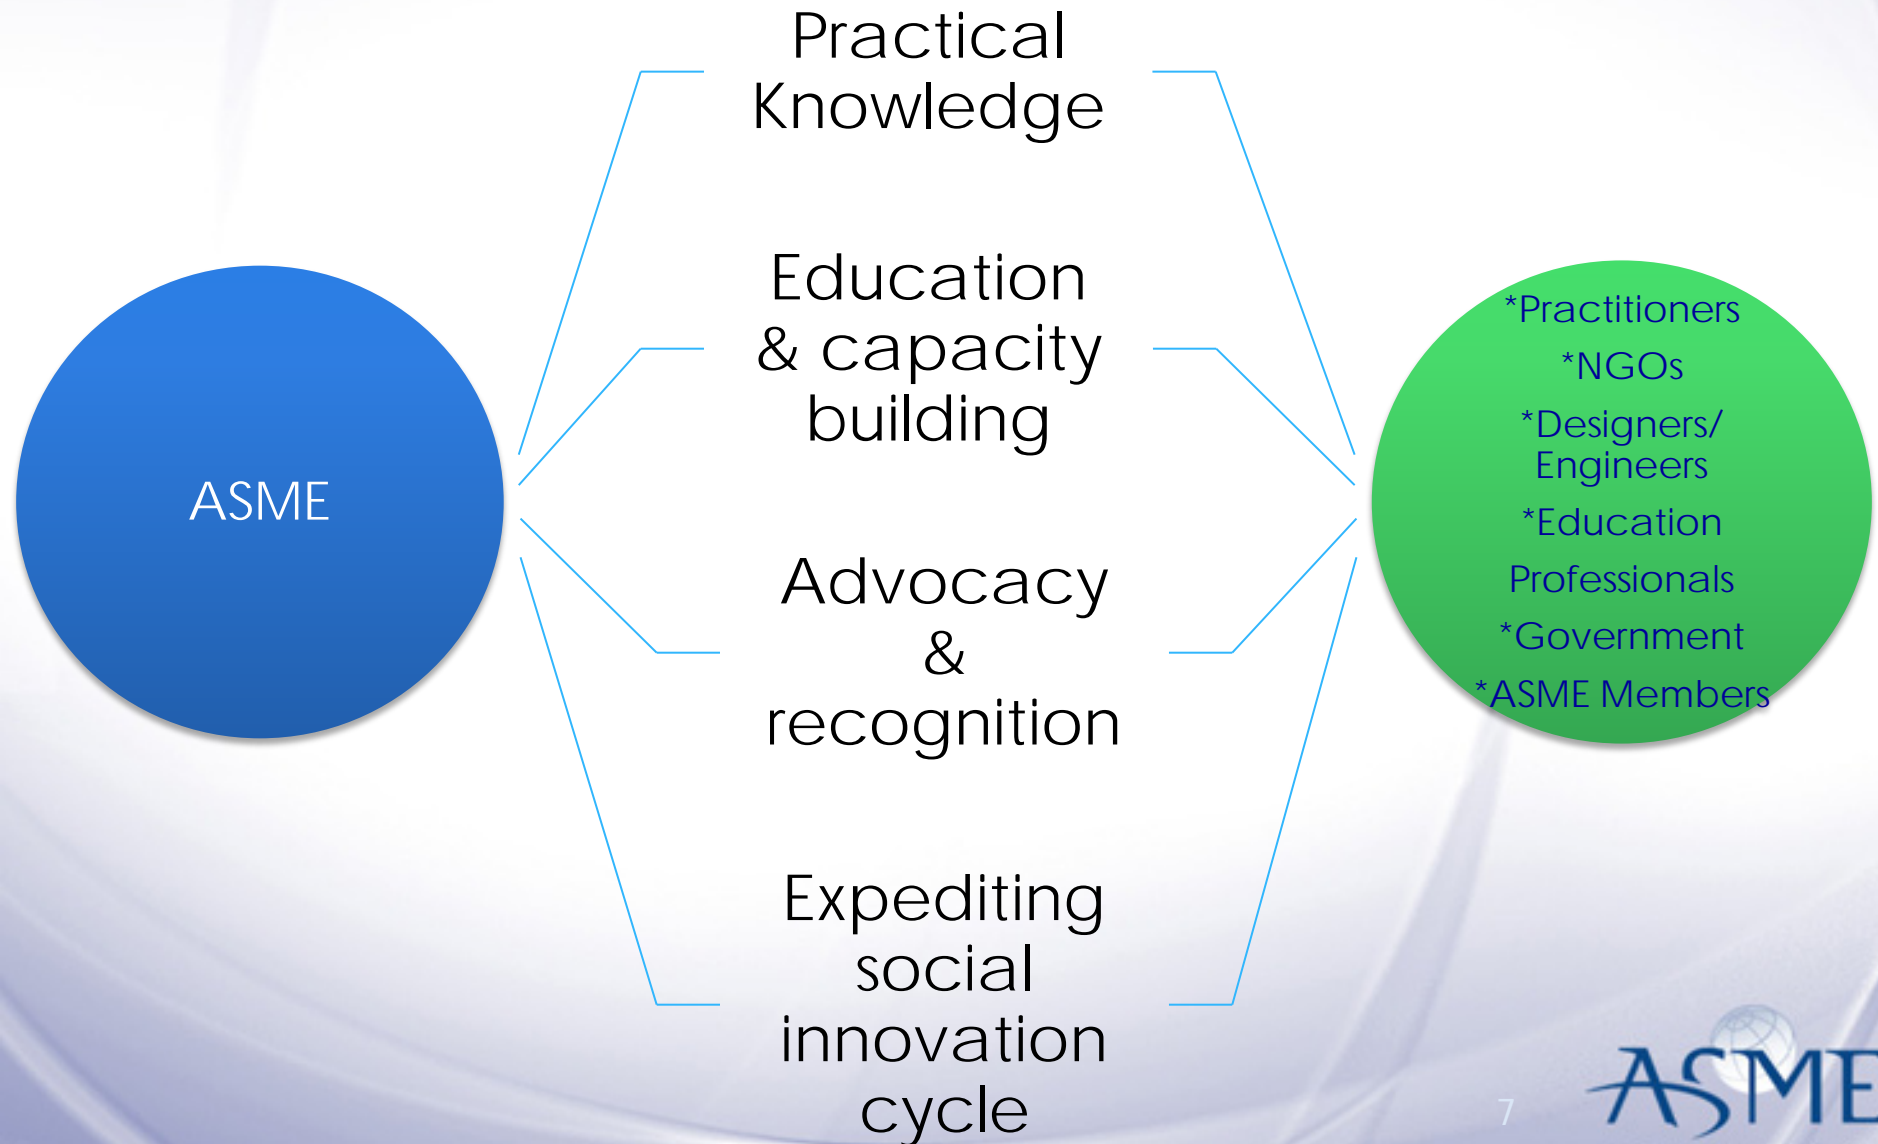 Practical
Knowledge
Education
& capacity
building
Advocacy
&
recognition
Expediting
social
innovation
cycle
ASME
*Practitioners
*NGOs
*Designers/
Engineers
*Education
Professionals
*Government
*ASME Members
7
ASME